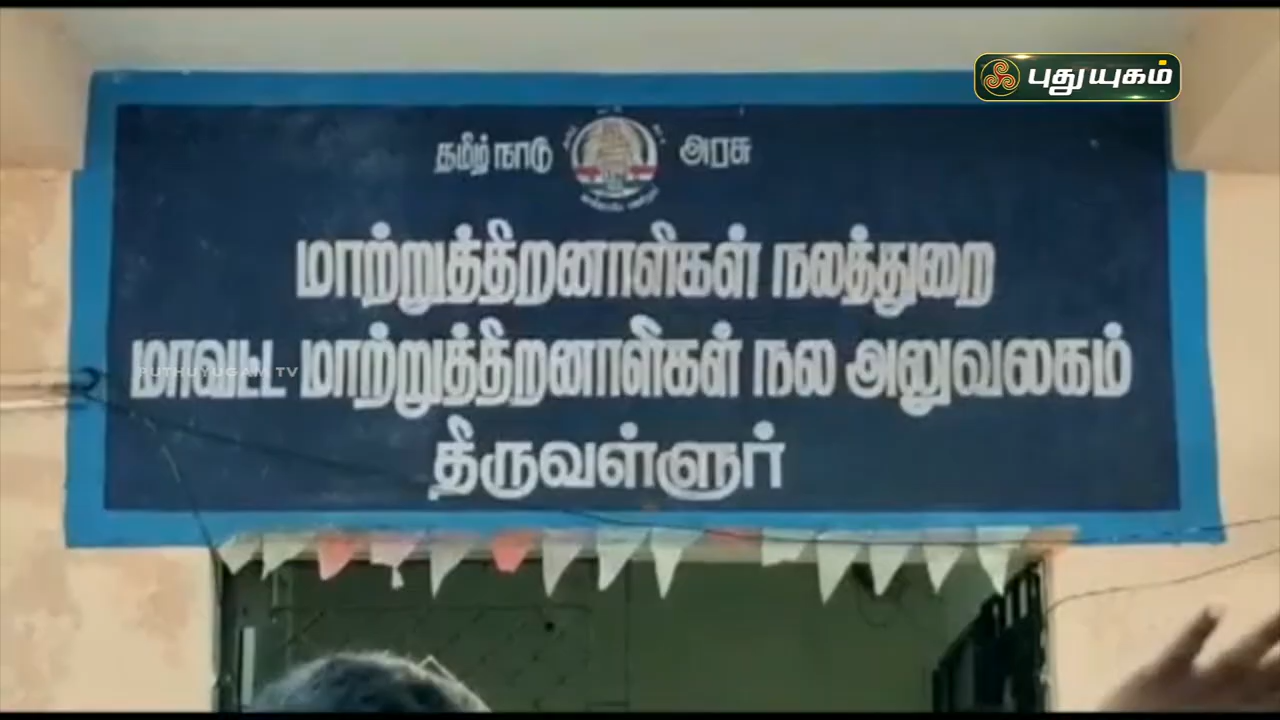 புதுயுகம்
தமிழ்நாடு அரசு
மாற்றுத்திறனாளிகள் நலத்துறை
மாவட்ட மாற்றுத்திறனாளிகள் நல அலுவலகம்
PUTHUYUGAM TV
திருவள்ளூர்